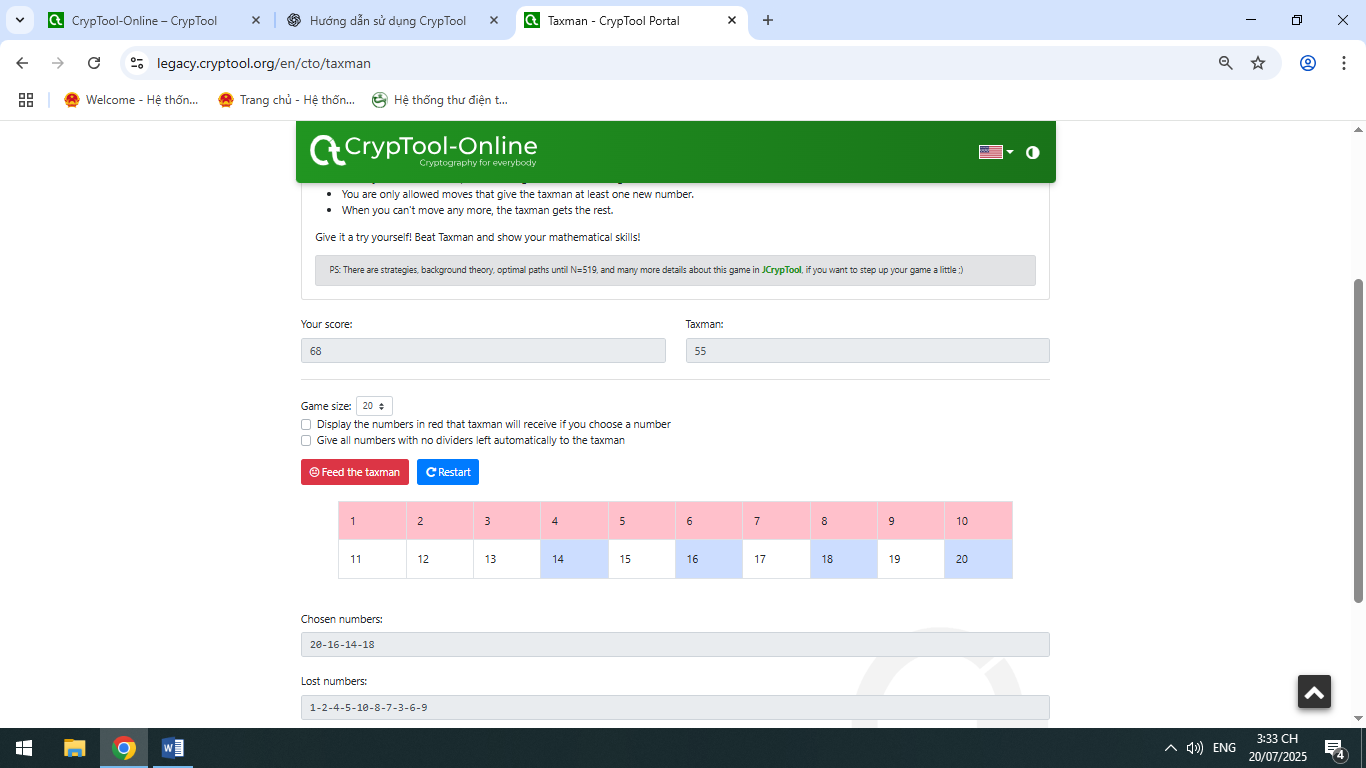 CrypTool-Online – CrypTool
Hướng dẫn sử dụng CrypTool
Taxman - CrypTool Portal
legacy.cryptool.org/en/cto/taxman
Welcome - Hệ thốn...
Trang chủ - Hệ thốn...
Hệ thống thư điện t...
CrypTool-Online
Cryptography for everybody
You are only allowed moves that give the taxman at least one new number.
When you can't move any more, the taxman gets the rest.
Give it a try yourself! Beat Taxman and show your mathematical skills!
PS: There are strategies, background theory, optimal paths until N=519, and many more details about this game in JCrypTool, if you want to step up your game a little ;)
Your score: Taxman:
68 55
Game size: 20
Display the numbers in red that taxman will receive if you choose a number
Give all numbers with no dividers left automatically to the taxman
Feed the taxman Restart
1 2 3 4 5 6 7 8 9 10
11 12 13 14 15 16 17 18 19 20
Chosen numbers:
20-16-14-18
Lost numbers:
1-2-4-5-10-8-7-3-6-9
ENG
3:33 CH
20/07/2025
4